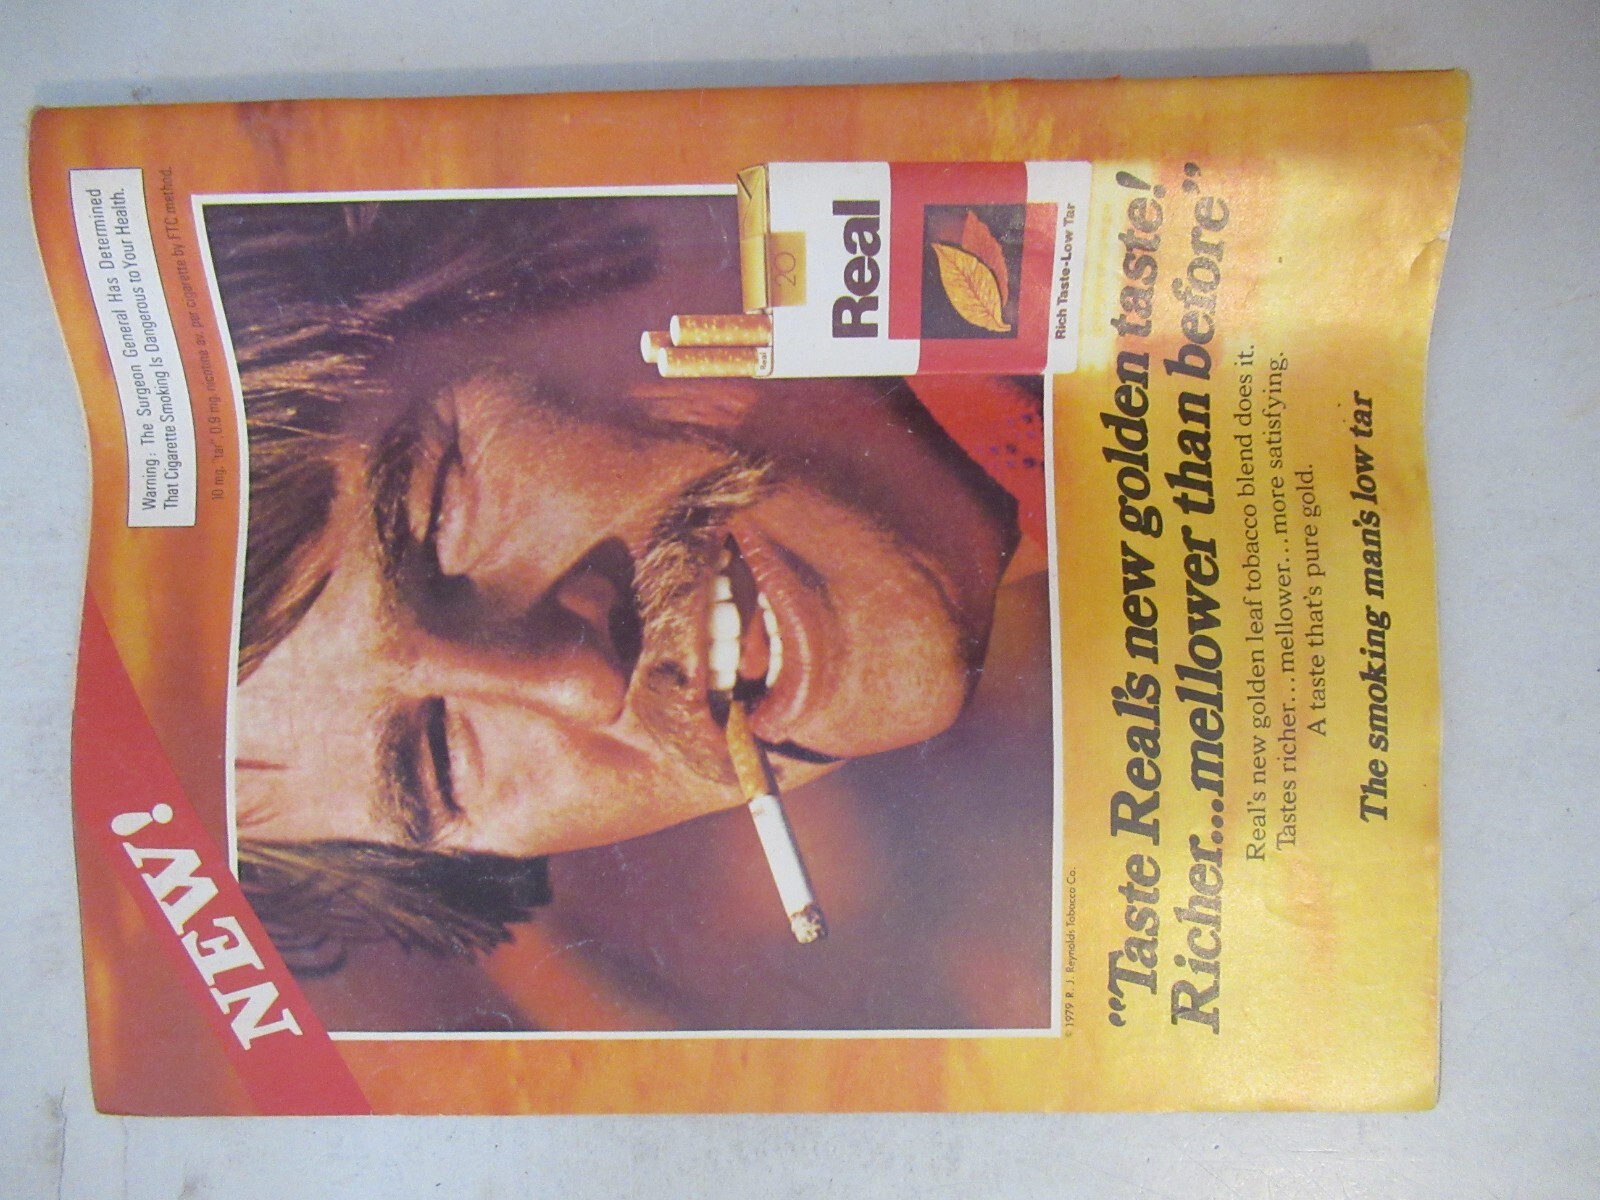 NEW!
Warning: The Surgeon General Has Determined
That Cigarette Smoking Is Dangerous to Your Health.
10 mg. "tar", 0.9 mg. nicotine av. per cigarette by FTC method.
20
Real
Real
Rich Taste-Low Tar
© 1979 R. J. Reynolds Tobacco Co.
“Taste Real's new golden taste!
Richer...mellower than before”
Real's new golden leaf tobacco blend does it.
Tastes richer...mellower...more satisfying.
A taste that's pure gold.
The smoking man's low tar